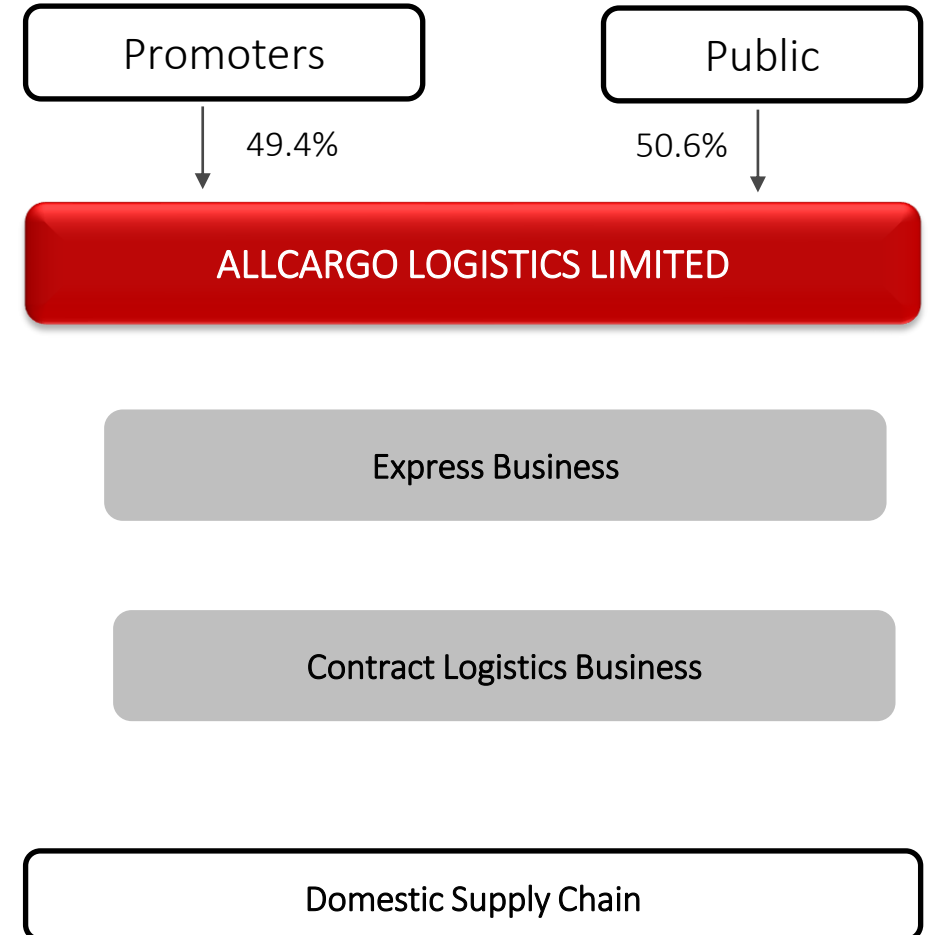 Promoters
Public
49.4%
50.6%
ALLCARGO LOGISTICS LIMITED
Express Business
Contract Logistics Business
Domestic Supply Chain